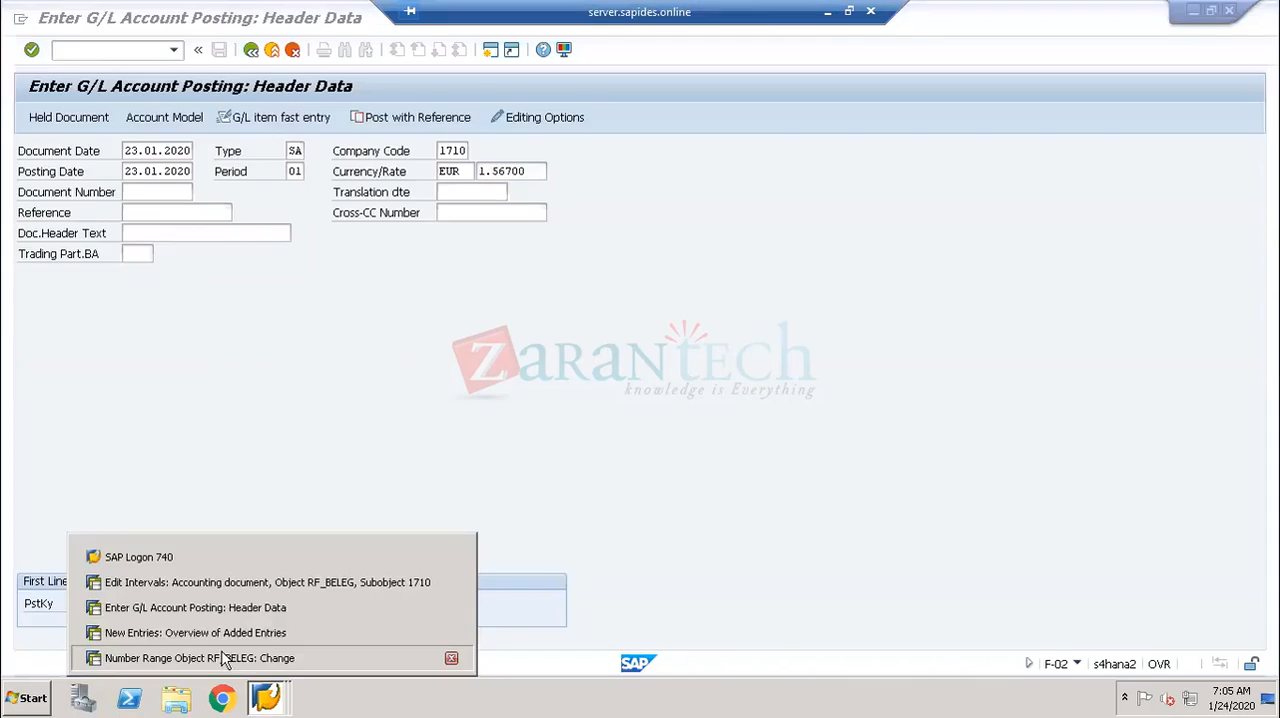 Enter G/L Account Posting: Header Data
server.sapides.online
Enter G/L Account Posting: Header Data
Held Document Account Model G/L item fast entry Post with Reference Editing Options
Document Date 23.01.2020 Type SA Company Code 1710
Posting Date 23.01.2020 Period 01 Currency/Rate EUR 1.56700
Document Number Translation dte
Reference Cross-CC Number
Doc.Header Text
Trading Part.BA
ZaranTech
knowledge is Everything
First Line
PstKy
SAP Logon 740
Edit Intervals: Accounting document, Object RF_BELEG, Subobject 1710
Enter G/L Account Posting: Header Data
New Entries: Overview of Added Entries
Number Range Object RF_BELEG: Change
SAP
F-02 s4hana2 OVR
Start
7:05 AM
1/24/2020